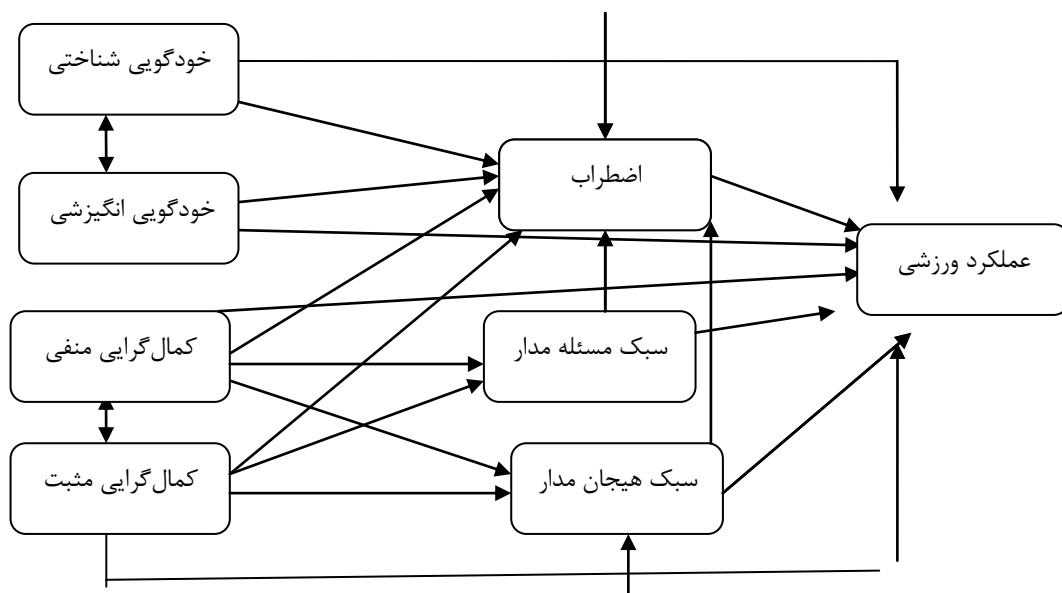 خودگویی شناختی
اضطراب
خودگویی انگیزشی
عملکرد ورزشی
سبک مسئله مدار
کمال‌گرایی منفی
سبک هیجان مدار
کمال‌گرایی مثبت